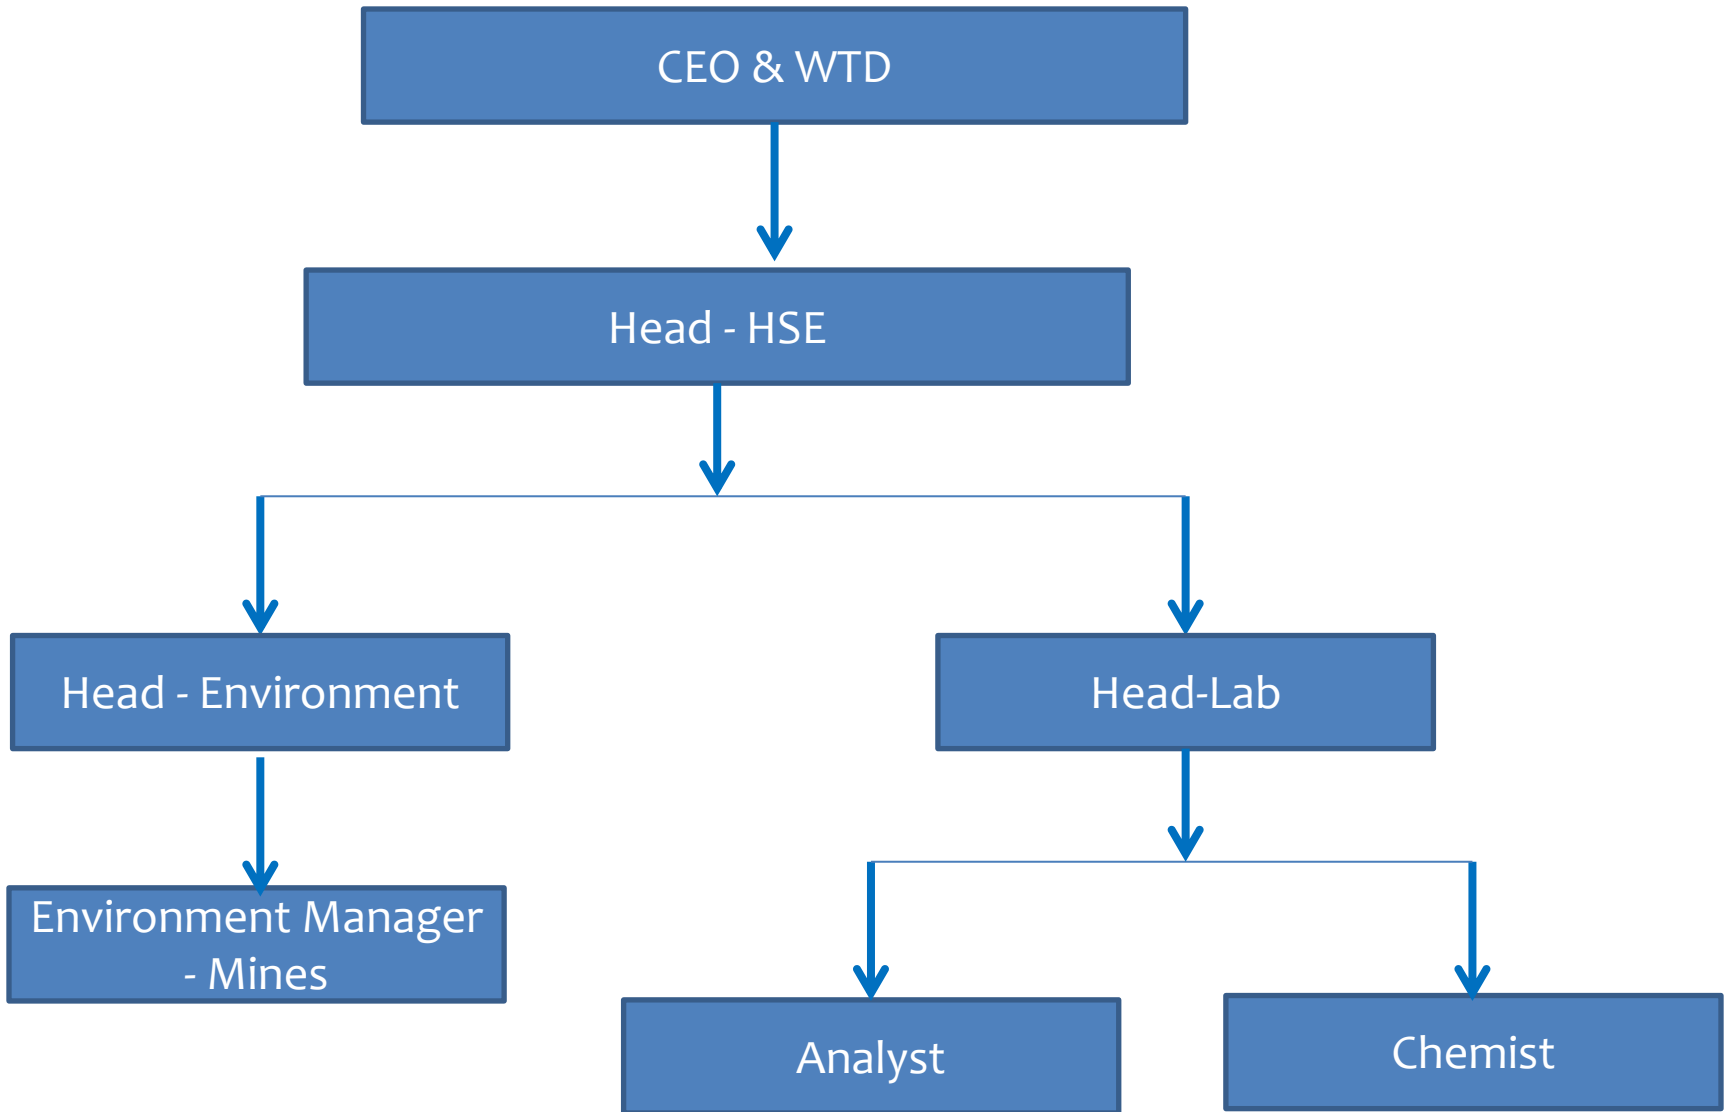 CEO & WTD
Head - HSE
Head - Environment
Head-Lab
Environment Manager
- Mines
Analyst
Chemist